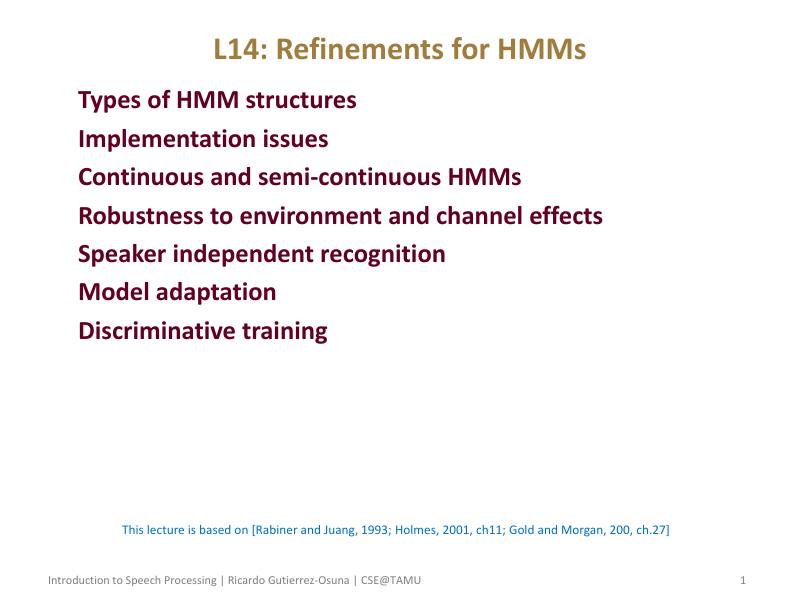 L14: Refinements for HMMs
Types of HMM structures
Implementation issues
Continuous and semi-continuous HMMs
Robustness to environment and channel effects
Speaker independent recognition
Model adaptation
Discriminative training
This lecture is based on [Rabiner and Juang, 1993; Holmes, 2001, ch11; Gold and Morgan, 200, ch.27]
Introduction to Speech Processing | Ricardo Gutierrez-Osuna | CSE@TAMU 1